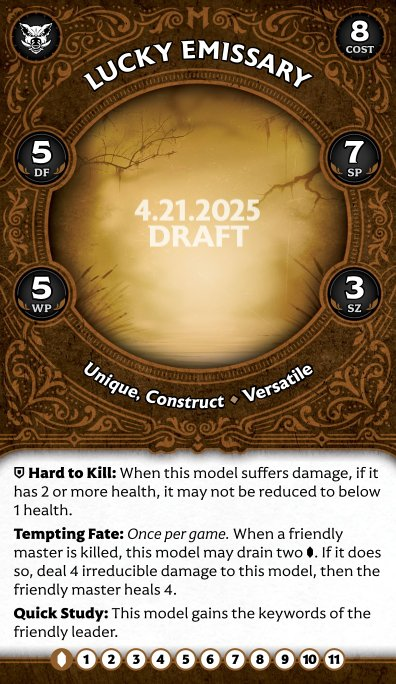 LUCKY EMISSARY
8
COST
5
DF
7
SP
4.21.2025
DRAFT
5
WP
3
SZ
Unique, Construct ◆ Versatile
Hard to Kill: When this model suffers damage, if it
has 2 or more health, it may not be reduced to below
1 health.
Tempting Fate: Once per game. When a friendly
master is killed, this model may drain two . If it does
so, deal 4 irreducible damage to this model, then the
friendly master heals 4.
Quick Study: This model gains the keywords of the
friendly leader.
1 2 3 4 5 6 7 8 9 10 11